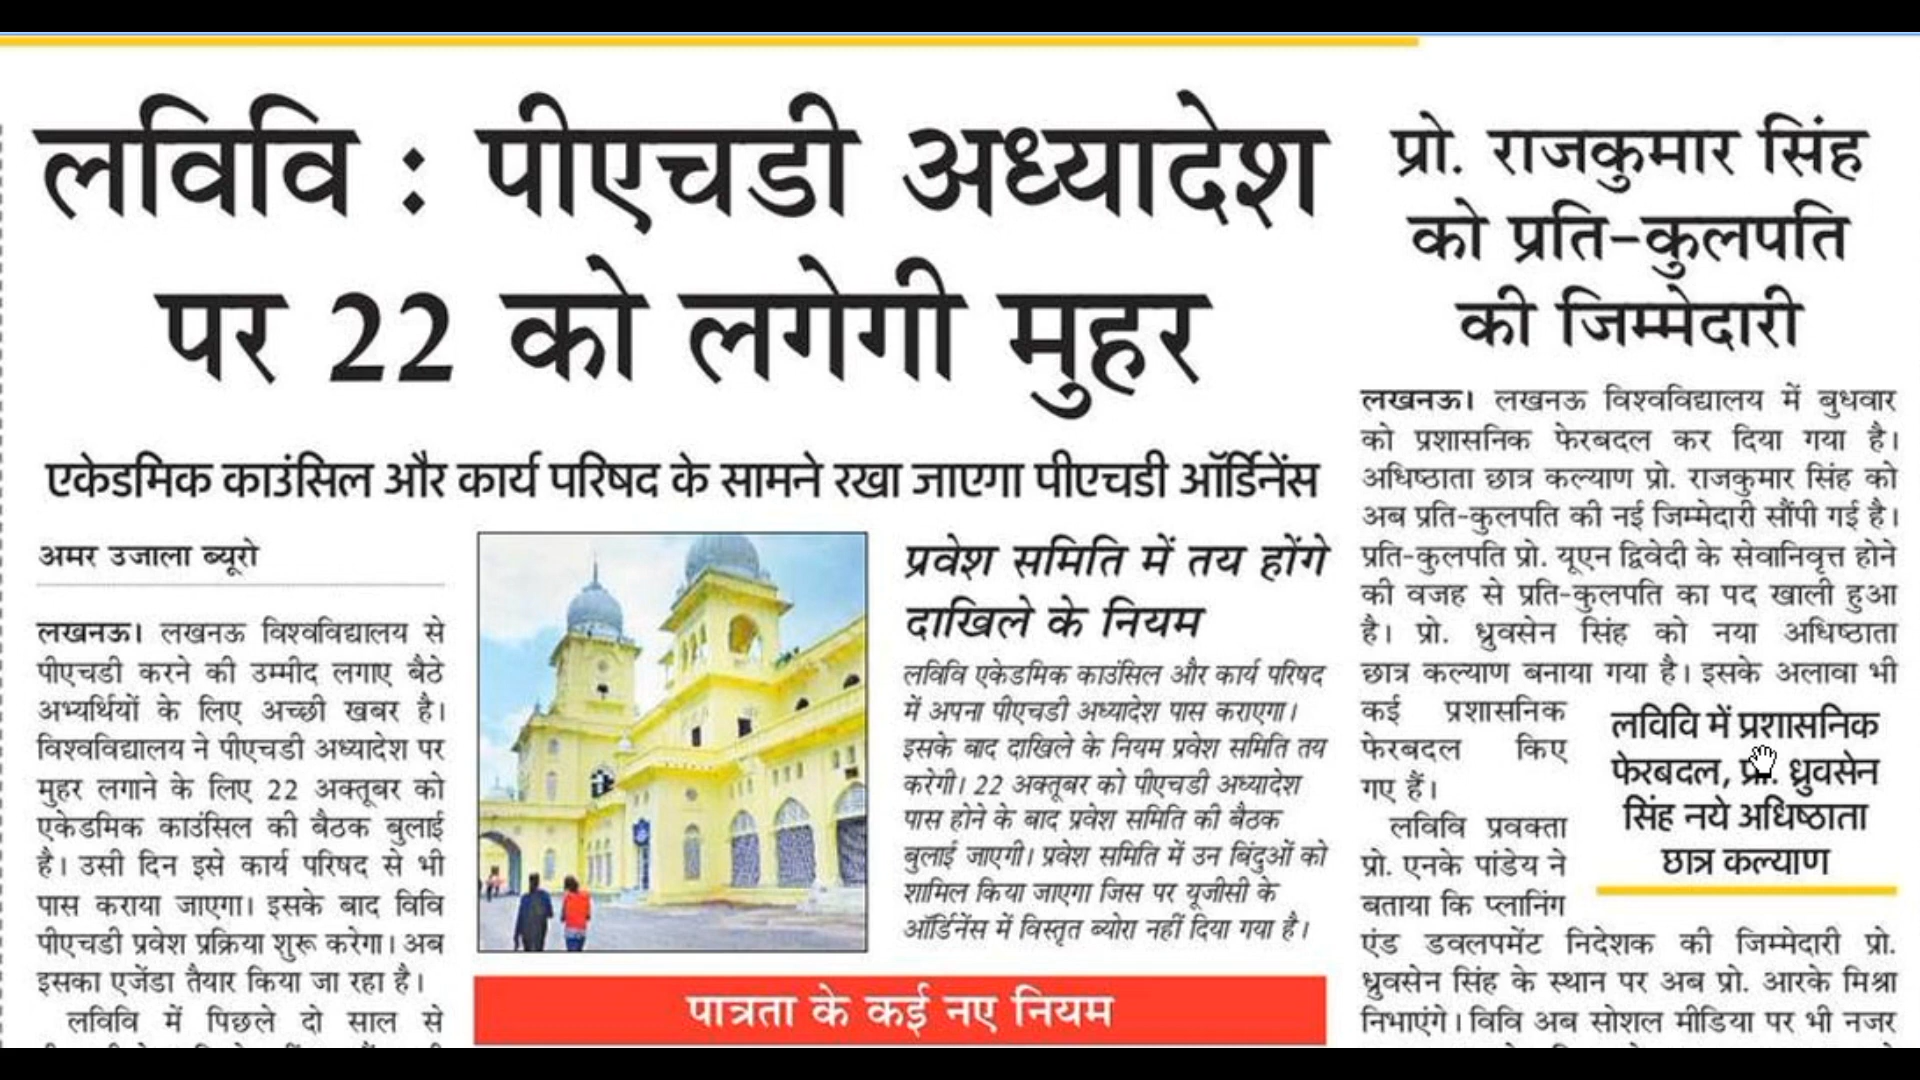 लविवि : पीएचडी अध्यादेश
पर 22 को लगेगी मुहर
एकेडमिक काउंसिल और कार्य परिषद के सामने रखा जाएगा पीएचडी ऑर्डिनेंस
अमर उजाला ब्यूरो
लखनऊ। लखनऊ विश्वविद्यालय से
पीएचडी करने की उम्मीद लगाए बैठे
अभ्यर्थियों के लिए अच्छी खबर है।
विश्वविद्यालय ने पीएचडी अध्यादेश पर
मुहर लगाने के लिए 22 अक्तूबर को
एकेडमिक काउंसिल की बैठक बुलाई
है। उसी दिन इसे कार्य परिषद से भी
पास कराया जाएगा। इसके बाद विवि
पीएचडी प्रवेश प्रक्रिया शुरू करेगा। अब
इसका एजेंडा तैयार किया जा रहा है।
लविवि में पिछले दो साल से
प्रवेश समिति में तय होंगे
दाखिले के नियम
लविवि एकेडमिक काउंसिल और कार्य परिषद
में अपना पीएचडी अध्यादेश पास कराएगा।
इसके बाद दाखिले के नियम प्रवेश समिति तय
करेगी। 22 अक्तूबर को पीएचडी अध्यादेश
पास होने के बाद प्रवेश समिति की बैठक
बुलाई जाएगी। प्रवेश समिति में उन बिंदुओं को
शामिल किया जाएगा जिस पर यूजीसी के
ऑर्डिनेंस में विस्तृत ब्योरा नहीं दिया गया है।
पात्रता के कई नए नियम
प्रो. राजकुमार सिंह
को प्रति-कुलपति
की जिम्मेदारी
लखनऊ। लखनऊ विश्वविद्यालय में बुधवार
को प्रशासनिक फेरबदल कर दिया गया है।
अधिष्ठाता छात्र कल्याण प्रो. राजकुमार सिंह को
अब प्रति-कुलपति की नई जिम्मेदारी सौंपी गई है।
प्रति-कुलपति प्रो. यूएन द्विवेदी के सेवानिवृत्त होने
की वजह से प्रति-कुलपति का पद खाली हुआ
है। प्रो. ध्रुवसेन सिंह को नया अधिष्ठाता
छात्र कल्याण बनाया गया है। इसके अलावा भी
कई प्रशासनिक
फेरबदल किए
गए हैं।
लविवि प्रवक्ता
प्रो. एनके पांडेय ने
बताया कि प्लानिंग
एंड डवलपमेंट निदेशक की जिम्मेदारी प्रो.
ध्रुवसेन सिंह के स्थान पर अब प्रो. आरके मिश्रा
निभाएंगे। विवि अब सोशल मीडिया पर भी नजर
लविवि में प्रशासनिक
फेरबदल, प्रो. ध्रुवसेन
सिंह नये अधिष्ठाता
छात्र कल्याण